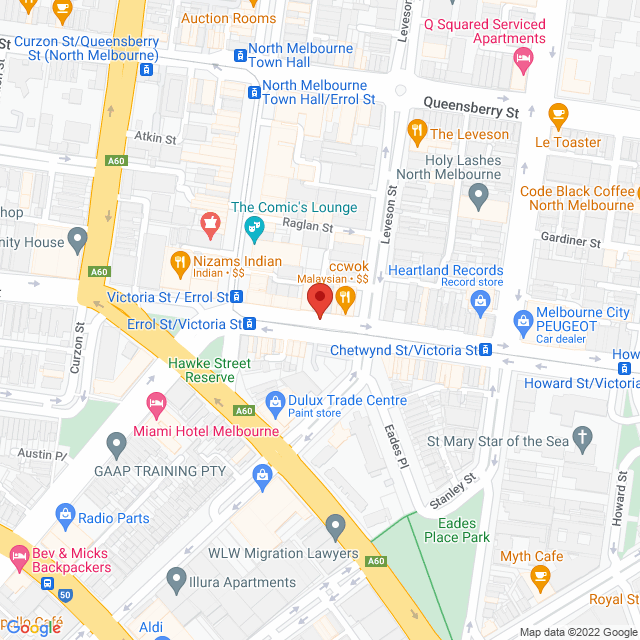 Auction Rooms
Q Squared Serviced
Apartments
Curzon St/Queensberry
St (North Melbourne)
North Melbourne
Town Hall
Leveson St
North Melbourne
Town Hall/Errol St
Queensberry St
Atkin St
The Leveson
Le Toaster
A60
Holy Lashes
North Melbourne
Code Black Coffee
North Melbourne
The Comic's Lounge
Raglan St
Leveson St
Gardiner St
Nizams Indian
Indian • $$
ccwok
Malaysian • $$
A60
Heartland Records
Record store
Victoria St / Errol St
Errol St/Victoria St
Melbourne City
PEUGEOT
Car dealer
Curzon St
Chetwynd St/Victoria St
Hawke Street
Reserve
Howard St/Victoria
Dulux Trade Centre
Paint store
A60
Miami Hotel Melbourne
Eades Pl
St Mary Star of the Sea
Austin Pl
GAAP TRAINING PTY
Stanley St
Howard St
Radio Parts
Eades
Place Park
WLW Migration Lawyers
Bev & Micks
Backpackers
A60
Myth Cafe
Illura Apartments
50
Royal St
Aldi
Google
Map data ©2022 Google